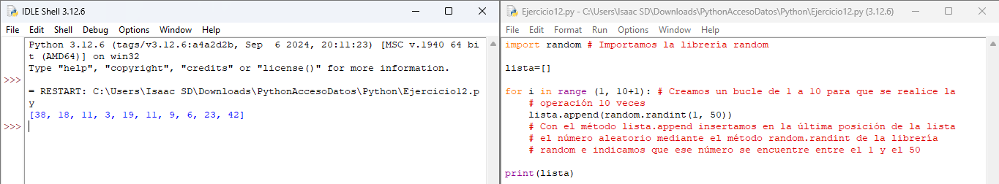 IDLE Shell 3.12.6
File Edit Shell Debug Options Window Help
Python 3.12.6 (tags/v3.12.6:a4a2d2b, Sep  6 2024, 20:11:23) [MSC v.1940 64 bi
t (AMD64)] on win32
Type "help", "copyright", "credits" or "license()" for more information.
>>>
= RESTART: C:\Users\Isaac SD\Downloads\PythonAccesoDatos\Python\Ejercicio12.p
y
[38, 18, 11, 3, 19, 11, 9, 6, 23, 42]
>>>
Ejercicio12.py - C:\Users\Isaac SD\Downloads\PythonAccesoDatos\Python\Ejercicio12.py (3.12.6)
File Edit Format Run Options Window Help
import random # Importamos la librería random
lista=[]
for i in range (1, 10+1): # Creamos un bucle de 1 a 10 para que se realice la
    # operación 10 veces
    lista.append(random.randint(1, 50))
    # Con el método lista.append insertamos en la última posición de la lista
    # el número aleatorio mediante el método random.randint de la librería
    # random e indicamos que ese número se encuentre entre el 1 y el 50
print(lista)